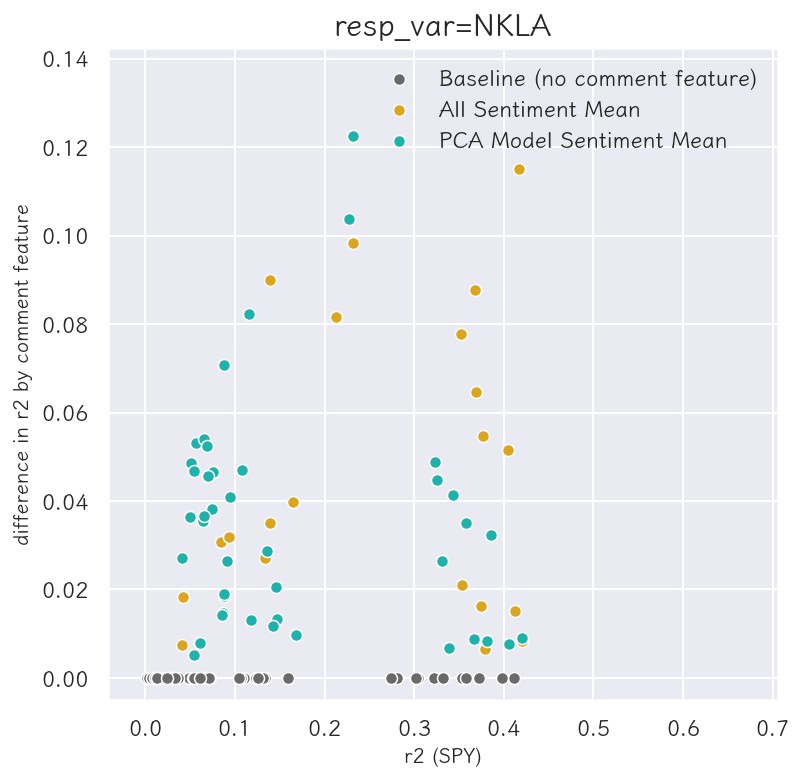 resp_var=NKLA
Baseline (no comment feature)
All Sentiment Mean
PCA Model Sentiment Mean
difference in r2 by comment feature
0.14
0.12
0.10
0.08
0.06
0.04
0.02
0.00
0.0 0.1 0.2 0.3 0.4 0.5 0.6 0.7
r2 (SPY)